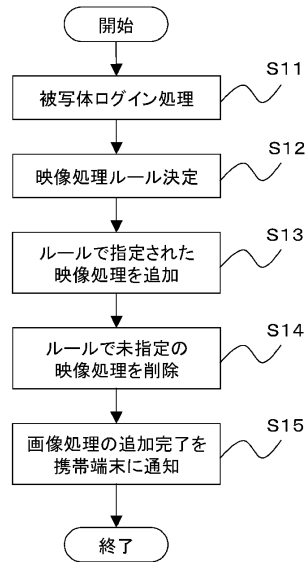 開始
S11
被写体ログイン処理
S12
映像処理ルール決定
S13
ルールで指定された
映像処理を追加
S14
ルールで未指定の
映像処理を削除
S15
画像処理の追加完了を
携帯端末に通知
終了